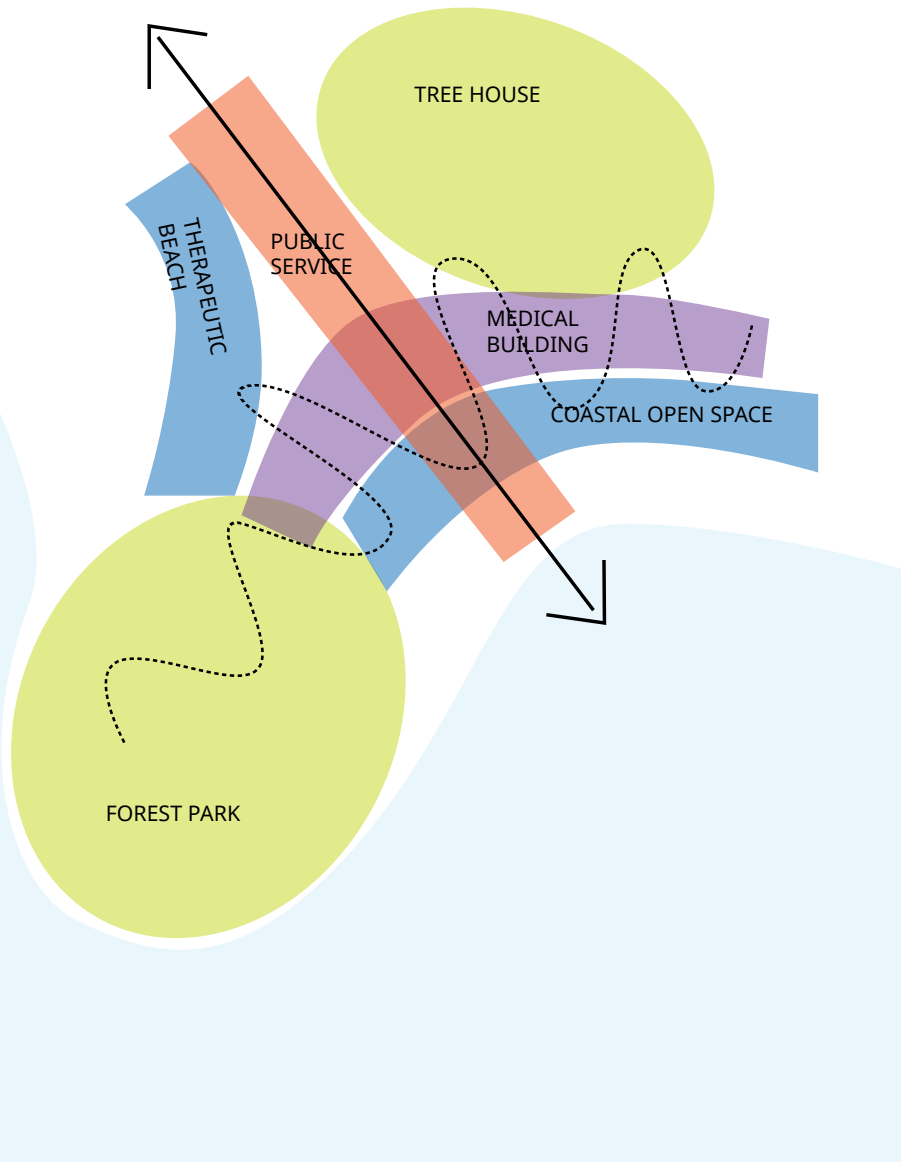 TREE HOUSE
THERAPEUTIC
BEACH
PUBLIC
SERVICE
MEDICAL
BUILDING
COASTAL OPEN SPACE
FOREST PARK